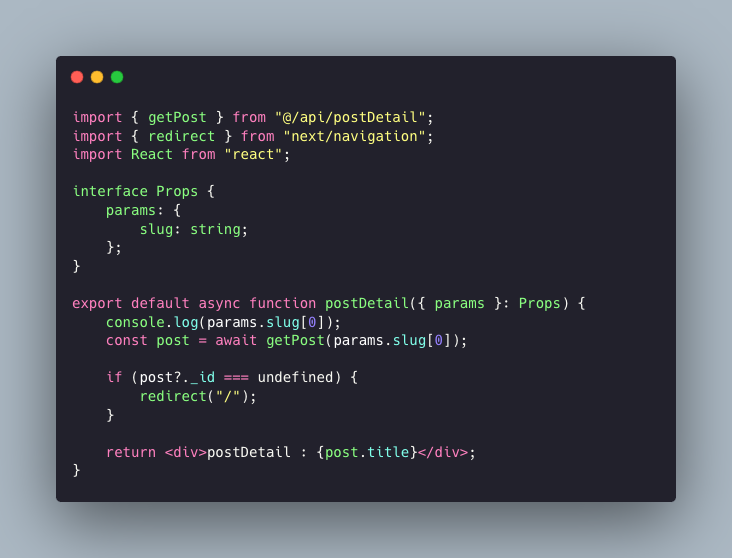 import { getPost } from "@/api/postDetail";
import { redirect } from "next/navigation";
import React from "react";

interface Props {
    params: {
        slug: string;
    };
}

export default async function postDetail({ params }: Props) {
    console.log(params.slug[0]);
    const post = await getPost(params.slug[0]);

    if (post?._id === undefined) {
        redirect("/");
    }

    return <div>postDetail : {post.title}</div>;
}